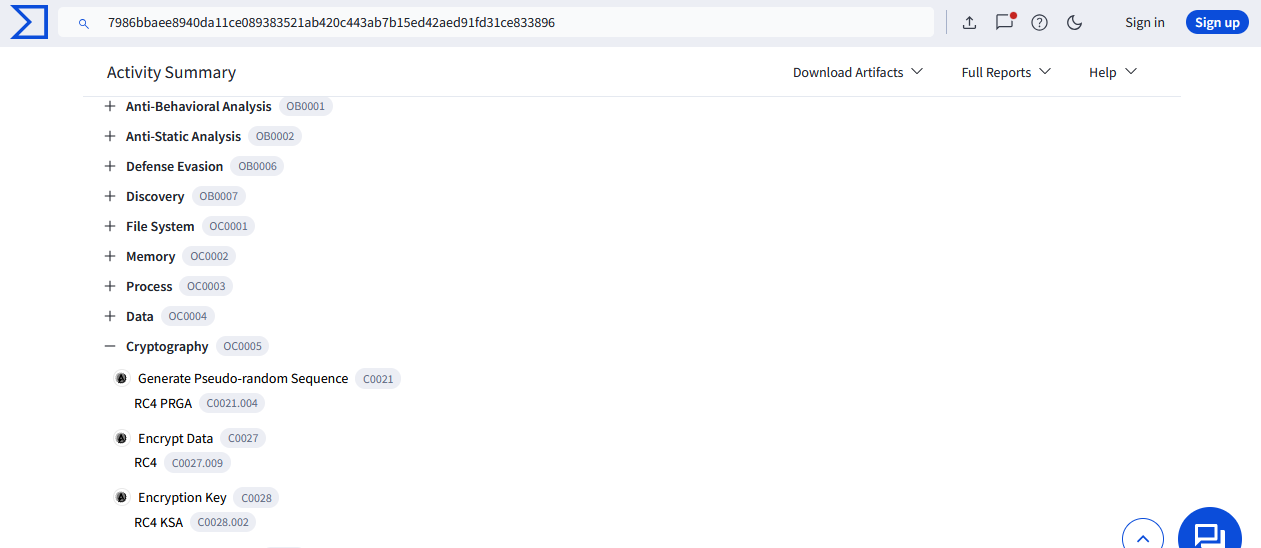 7986bbaee8940da11ce089383521ab420c443ab7b15ed42aed91fd31ce833896 Sign in Sign up
Activity Summary Download Artifacts Full Reports Help
Anti-Behavioral Analysis OB0001
Anti-Static Analysis OB0002
Defense Evasion OB0006
Discovery OB0007
File System OC0001
Memory OC0002
Process OC0003
Data OC0004
Cryptography OC0005
Generate Pseudo-random Sequence C0021
RC4 PRGA C0021.004
Encrypt Data C0027
RC4 C0027.009
Encryption Key C0028
RC4 KSA C0028.002